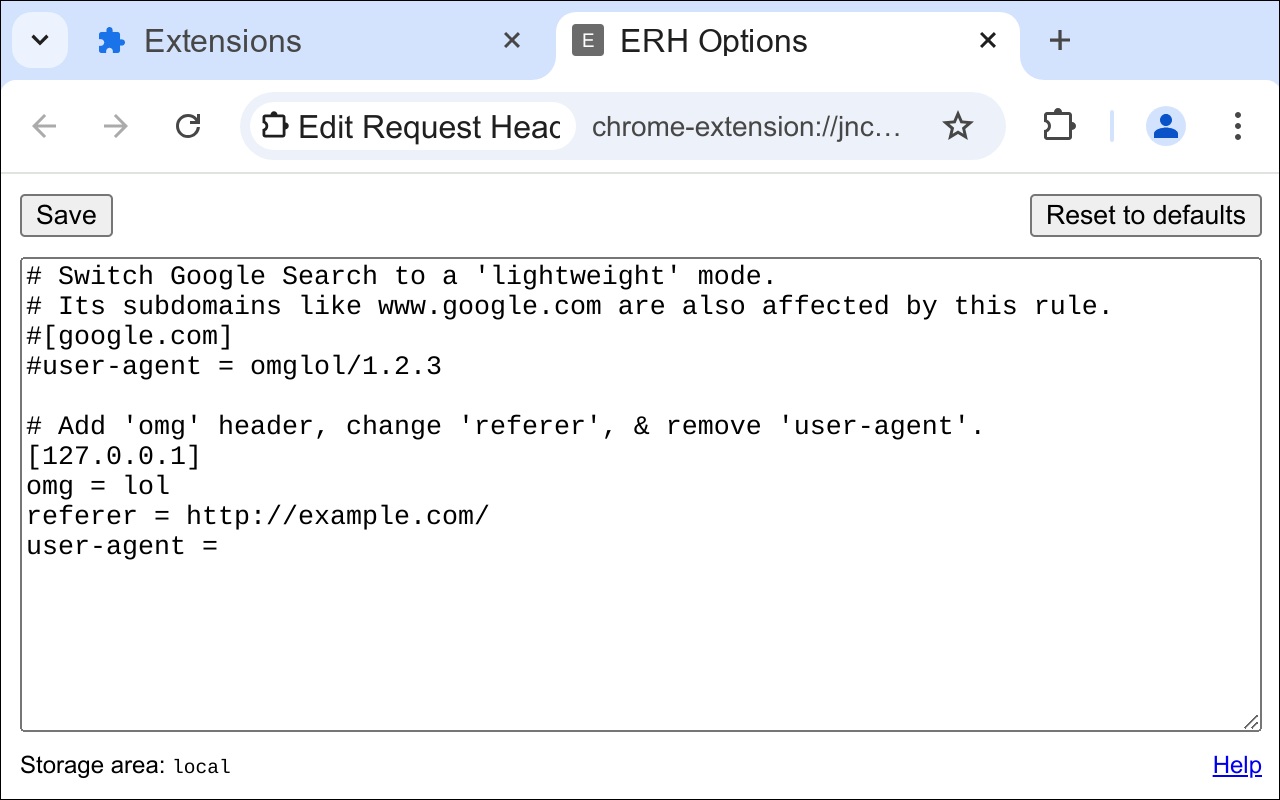 Extensions
E ERH Options
Edit Request Heac chrome-extension://jnc…
Save
Reset to defaults
# Switch Google Search to a 'lightweight' mode.
# Its subdomains like www.google.com are also affected by this rule.
#[google.com]
#user-agent = omglol/1.2.3
# Add 'omg' header, change 'referer', & remove 'user-agent'.
[127.0.0.1]
omg = lol
referer = http://example.com/
user-agent =
Storage area: local
Help